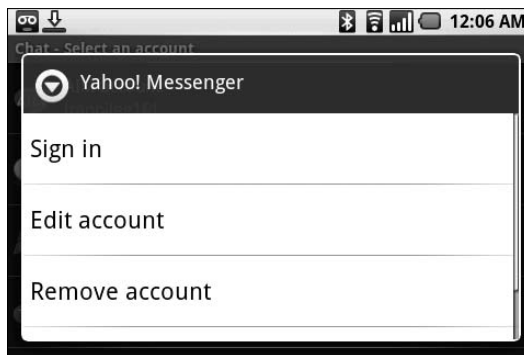 12:06 AM
Chat - Select an account
Yahoo! Messenger
Sign in
Edit account
Remove account